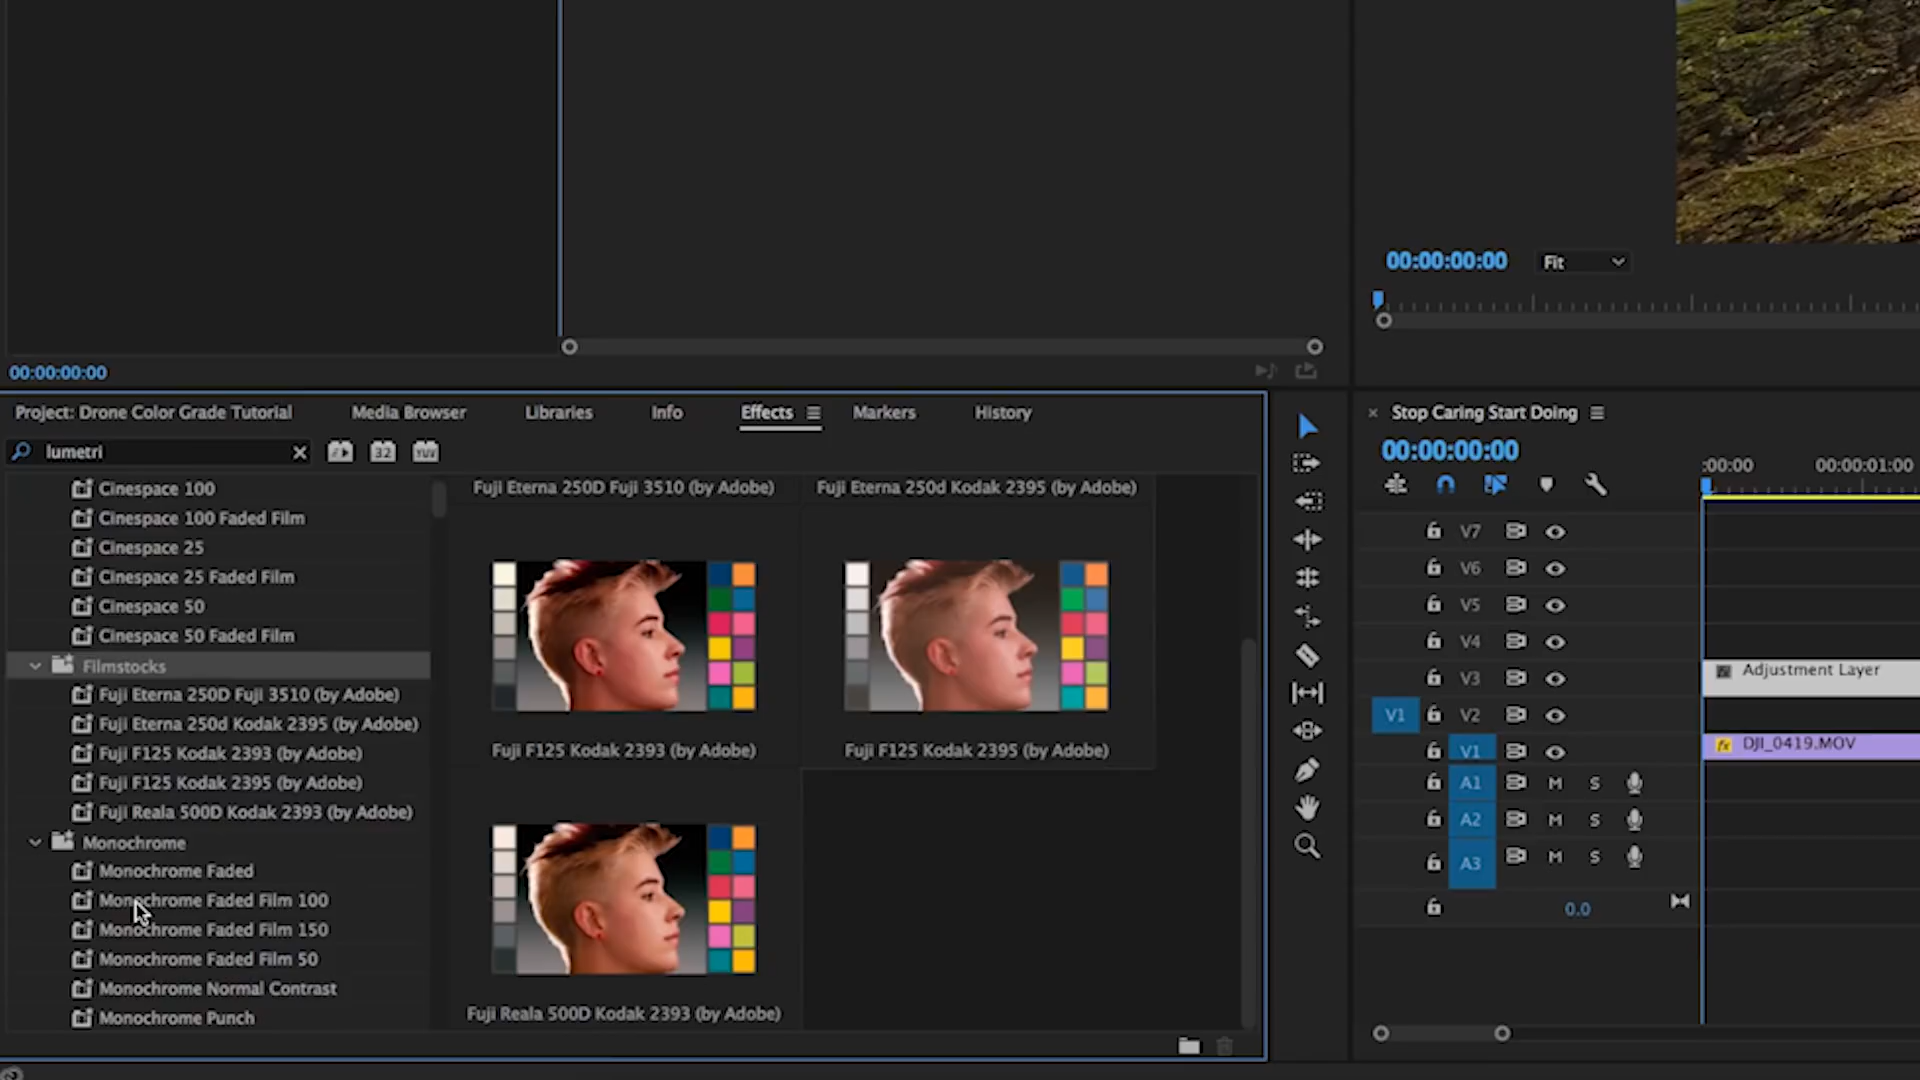 00:00:00:00
Fit
00:00:00:00
Project: Drone Color Grade Tutorial
Media Browser
Libraries
Info
Effects
Markers
History
lumetri
32
YUV
Cinespace 100
Cinespace 100 Faded Film
Cinespace 25
Cinespace 25 Faded Film
Cinespace 50
Cinespace 50 Faded Film
Filmstocks
Fuji Eterna 250D Fuji 3510 (by Adobe)
Fuji Eterna 250d Kodak 2395 (by Adobe)
Fuji F125 Kodak 2393 (by Adobe)
Fuji F125 Kodak 2395 (by Adobe)
Fuji Reala 500D Kodak 2393 (by Adobe)
Monochrome
Monochrome Faded
Monochrome Faded Film 100
Monochrome Faded Film 150
Monochrome Faded Film 50
Monochrome Normal Contrast
Monochrome Punch
Fuji Eterna 250D Fuji 3510 (by Adobe)
Fuji Eterna 250d Kodak 2395 (by Adobe)
Fuji F125 Kodak 2393 (by Adobe)
Fuji F125 Kodak 2395 (by Adobe)
Fuji Reala 500D Kodak 2393 (by Adobe)
Stop Caring Start Doing
00:00:00:00
:00:00
00:00:01:00
V7
V6
V5
V4
V3
Adjustment Layer
V1
V2
V1
fx
DJI_0419.MOV
A1
M
S
A2
M
S
A3
M
S
0.0